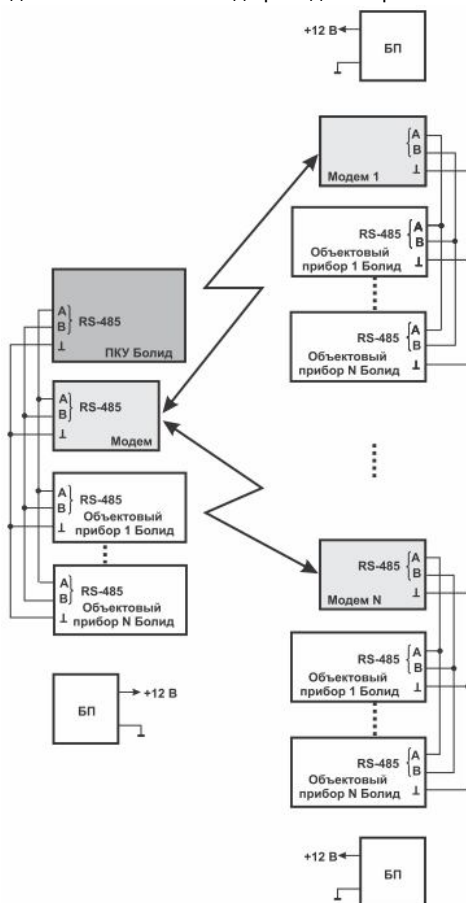 +12 В
БП
А
В
⊥
Модем 1
RS-485
А
В
⊥
Объектовый
прибор 1 Болид
RS-485
А
В
⊥
Объектовый
прибор N Болид
А
В
RS-485
⊥
ПКУ Болид
А
В
RS-485
⊥
Модем
А
В
RS-485
⊥
Объектовый
прибор 1 Болид
А
В
RS-485
⊥
Объектовый
прибор N Болид
БП
+12 В
RS-485
А
В
⊥
Модем N
RS-485
А
В
⊥
Объектовый
прибор 1 Болид
RS-485
А
В
⊥
Объектовый
прибор N Болид
+12 В
БП